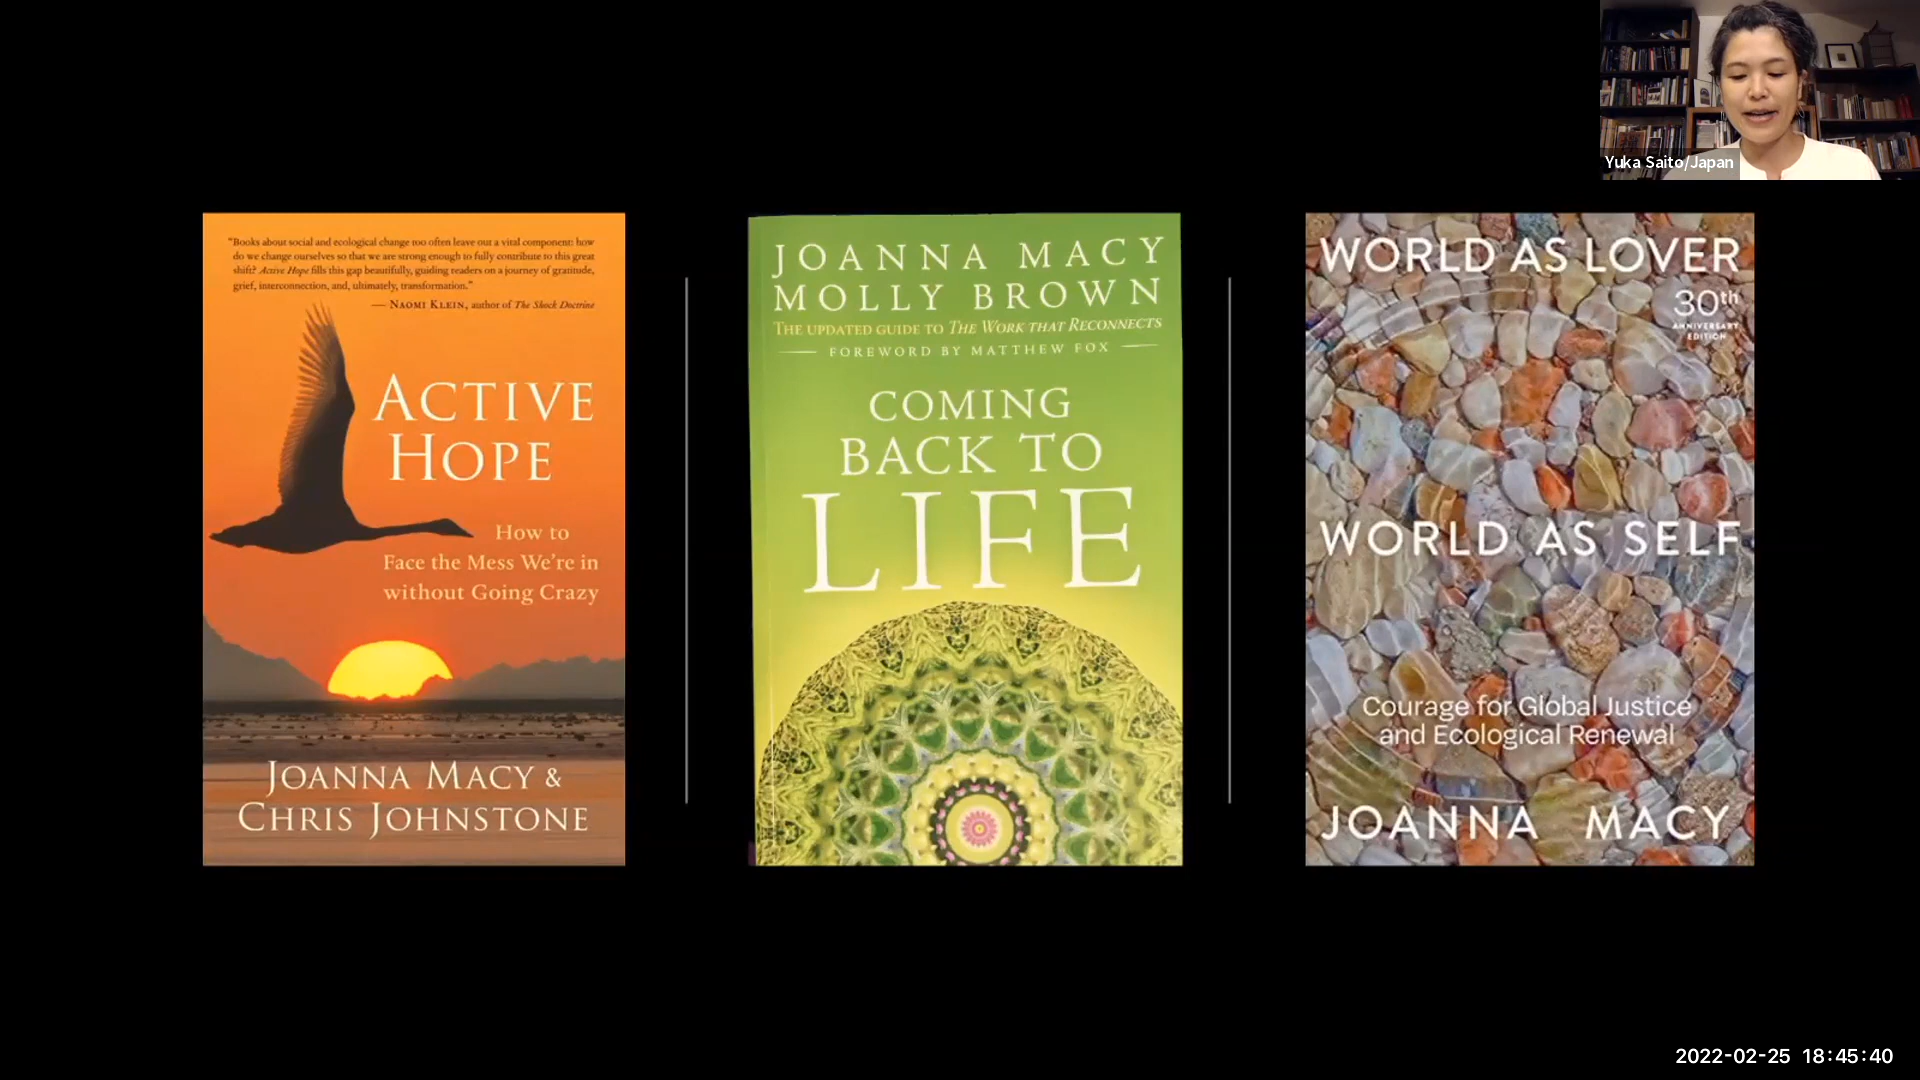 Yuka Saito/Japan
"Books about social and ecological change too often leave out a vital component: how
do we change ourselves so that we are strong enough to fully contribute to this great
shift? Active Hope fills this gap beautifully, guiding readers on a journey of gratitude,
grief, interconnection, and, ultimately, transformation."
— NAOMI KLEIN, author of The Shock Doctrine
ACTIVE
HOPE
How to
Face the Mess We're in
without Going Crazy
JOANNA MACY &
CHRIS JOHNSTONE
JOANNA MACY
MOLLY BROWN
THE UPDATED GUIDE TO THE WORK THAT RECONNECTS
FOREWORD BY MATTHEW FOX
COMING
BACK TO
LIFE
WORLD AS LOVER
30th
ANNIVERSARY
EDITION
WORLD AS SELF
Courage for Global Justice
and Ecological Renewal
JOANNA MACY
2022-02-25 18:45:40